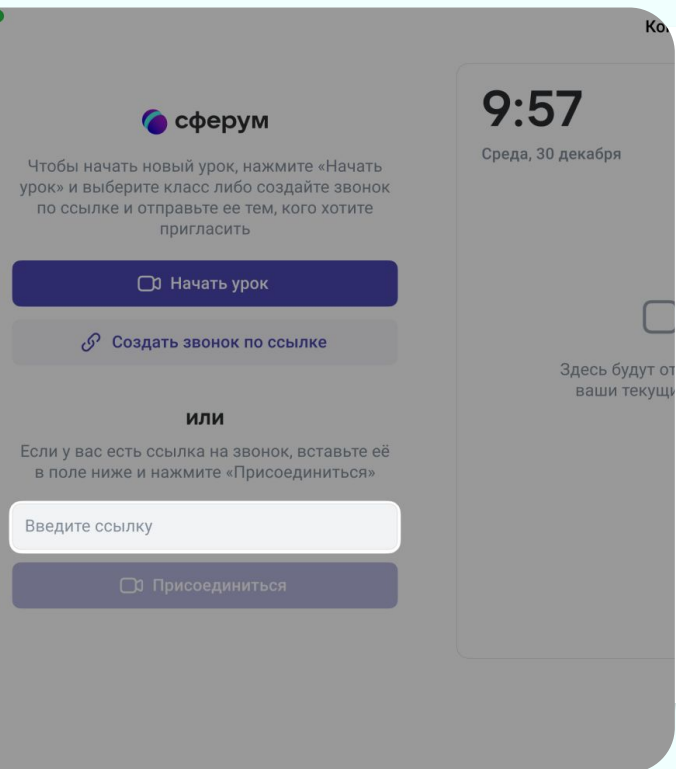 сферум
Чтобы начать новый урок, нажмите «Начать
урок» и выберите класс либо создайте звонок
по ссылке и отправьте ее тем, кого хотите
пригласить
Начать урок
Создать звонок по ссылке
или
Если у вас есть ссылка на звонок, вставьте её
в поле ниже и нажмите «Присоединиться»
Введите ссылку
Присоединиться
9:57
Среда, 30 декабря
Здесь будут
ваши